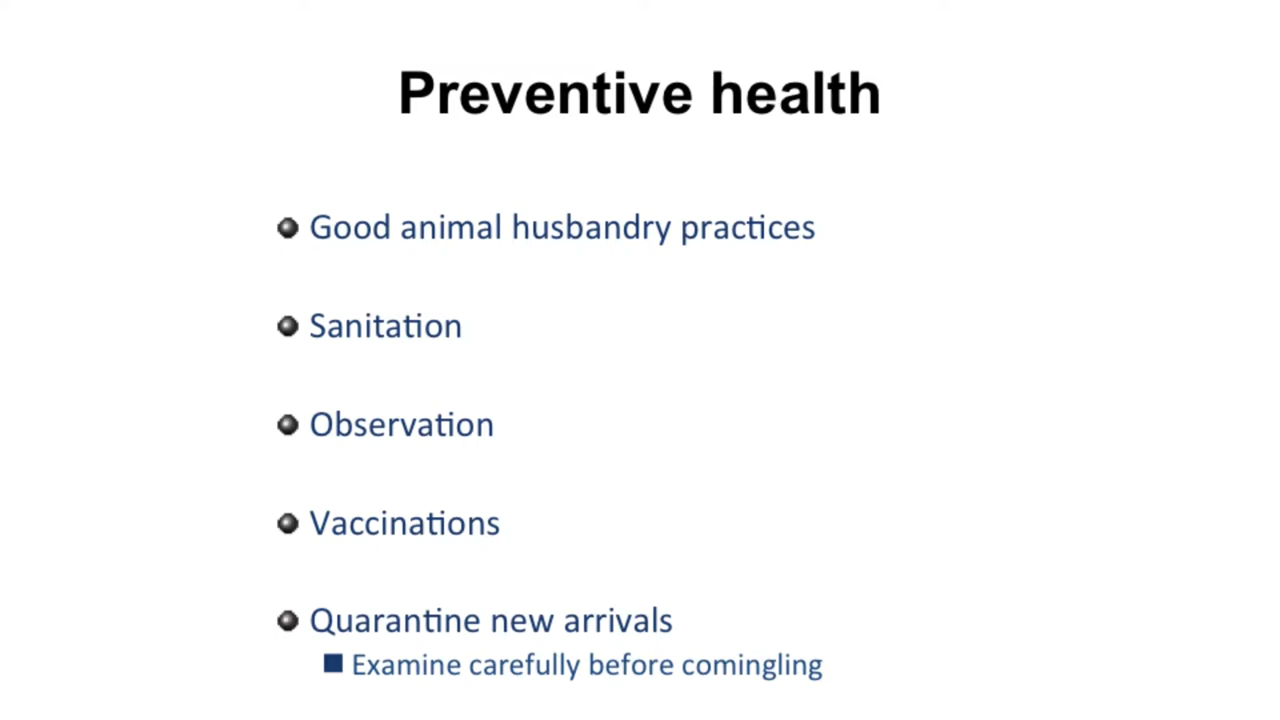 Preventive health
Good animal husbandry practices
Sanitation
Observation
Vaccinations
Quarantine new arrivals
Examine carefully before comingling